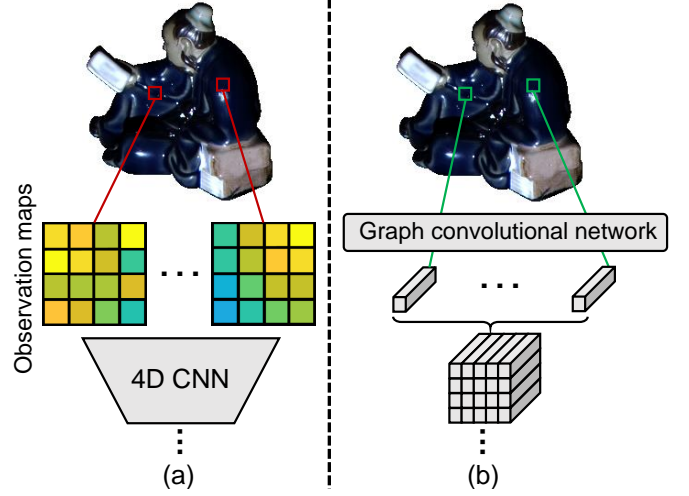 Observation maps
4D CNN
(a)
Graph convolutional network
(b)